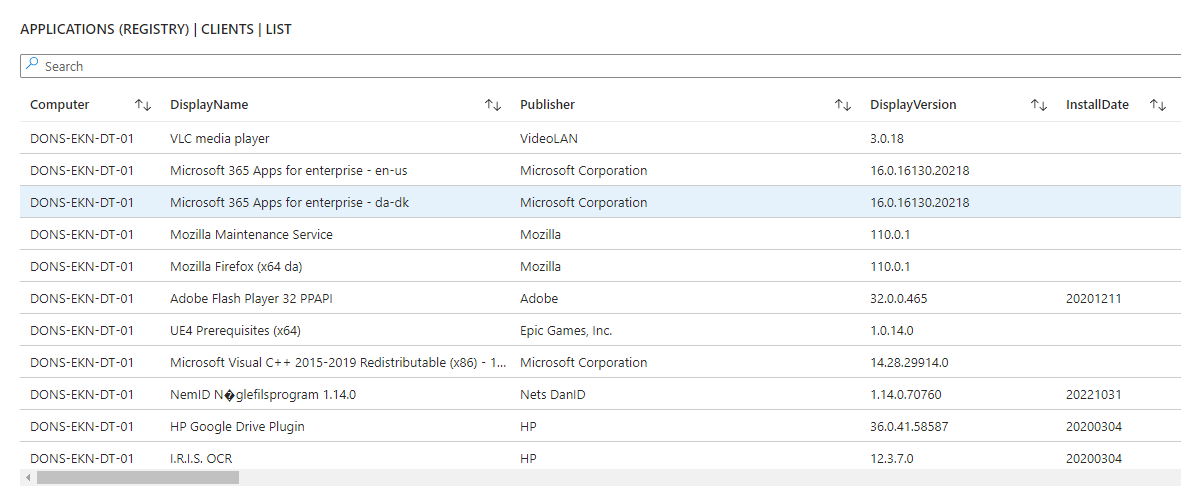 APPLICATIONS (REGISTRY) | CLIENTS | LIST
Search
Computer DisplayName Publisher DisplayVersion InstallDate
DONS-EKN-DT-01 VLC media player VideoLAN 3.0.18
DONS-EKN-DT-01 Microsoft 365 Apps for enterprise - en-us Microsoft Corporation 16.0.16130.20218
DONS-EKN-DT-01 Microsoft 365 Apps for enterprise - da-dk Microsoft Corporation 16.0.16130.20218
DONS-EKN-DT-01 Mozilla Maintenance Service Mozilla 110.0.1
DONS-EKN-DT-01 Mozilla Firefox (x64 da) Mozilla 110.0.1
DONS-EKN-DT-01 Adobe Flash Player 32 PPAPI Adobe 32.0.0.465 20201211
DONS-EKN-DT-01 UE4 Prerequisites (x64) Epic Games, Inc. 1.0.14.0
DONS-EKN-DT-01 Microsoft Visual C++ 2015-2019 Redistributable (x86) - 1... Microsoft Corporation 14.28.29914.0
DONS-EKN-DT-01 NemID N�glefilsprogram 1.14.0 Nets DanID 1.14.0.70760 20221031
DONS-EKN-DT-01 HP Google Drive Plugin HP 36.0.41.58587 20200304
DONS-EKN-DT-01 I.R.I.S. OCR HP 12.3.7.0 20200304